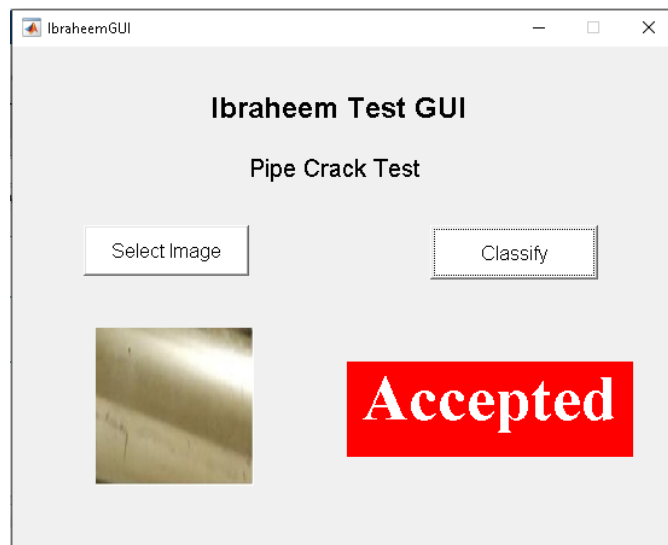 IbraheemGUI
Ibraheem Test GUI
Pipe Crack Test
Select Image
Classify
Accepted